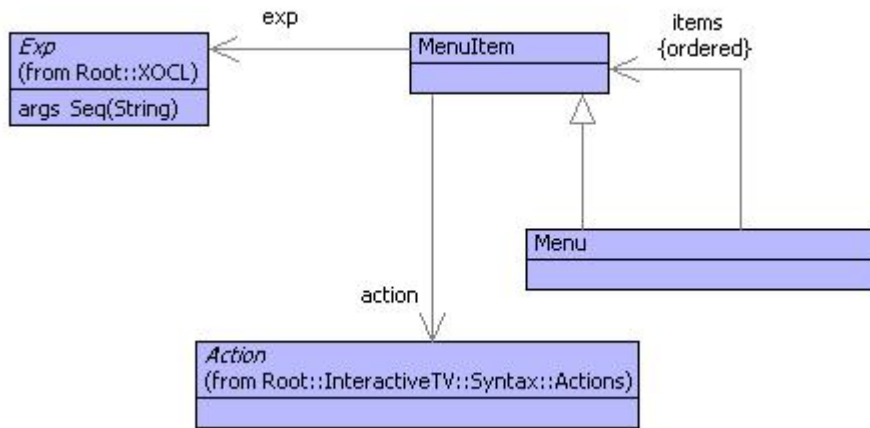 exp
items
{ordered}
Exp
(from Root::XOCL)
args Seq(String)
MenuItem
Menu
action
Action
(from Root::InteractiveTV::Syntax::Actions)